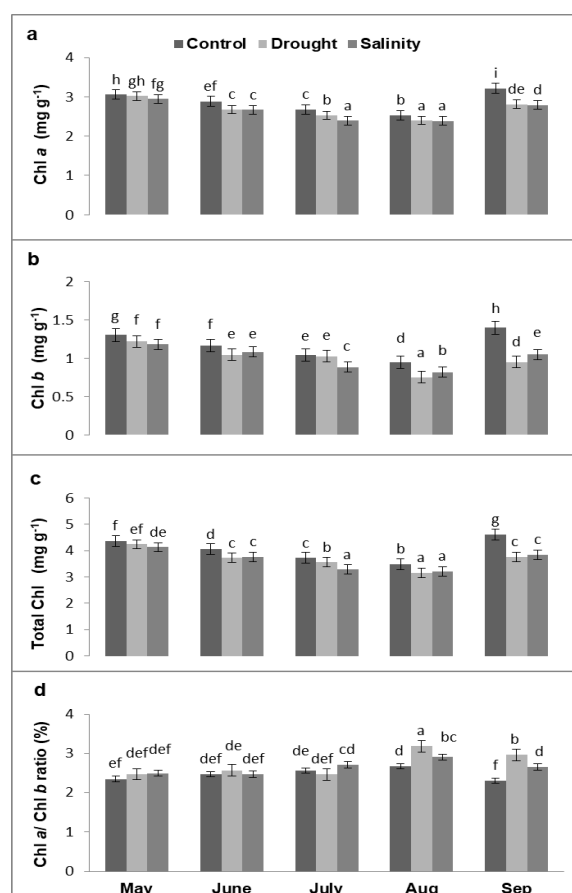 a
Control Drought Salinity
Chl a (mg g-1)
4
3
2
1
0
h gh fg ef c c c b a b a a i de d
b
Chl b (mg g-1)
2
1.5
1
0.5
0
g f f f e e e e c d a b h d e
c
Total Chl (mg g-1)
6
5
4
3
2
1
0
f ef de d c c c b a b a a g c c
d
Chl a/ Chl b ratio (%)
4
3
2
1
0
ef def def def de def de def cd d a bc f b d
May June July Aug Sep